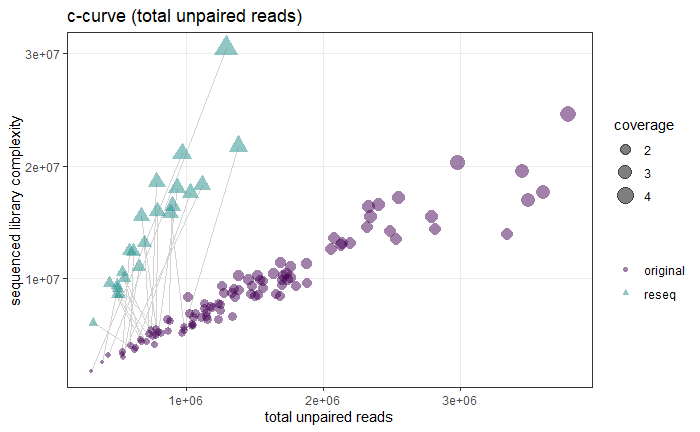 c-curve (total unpaired reads)
3e+07
2e+07
1e+07
sequenced library complexity
1e+06
2e+06
3e+06
total unpaired reads
coverage
2
3
4
original
reseq